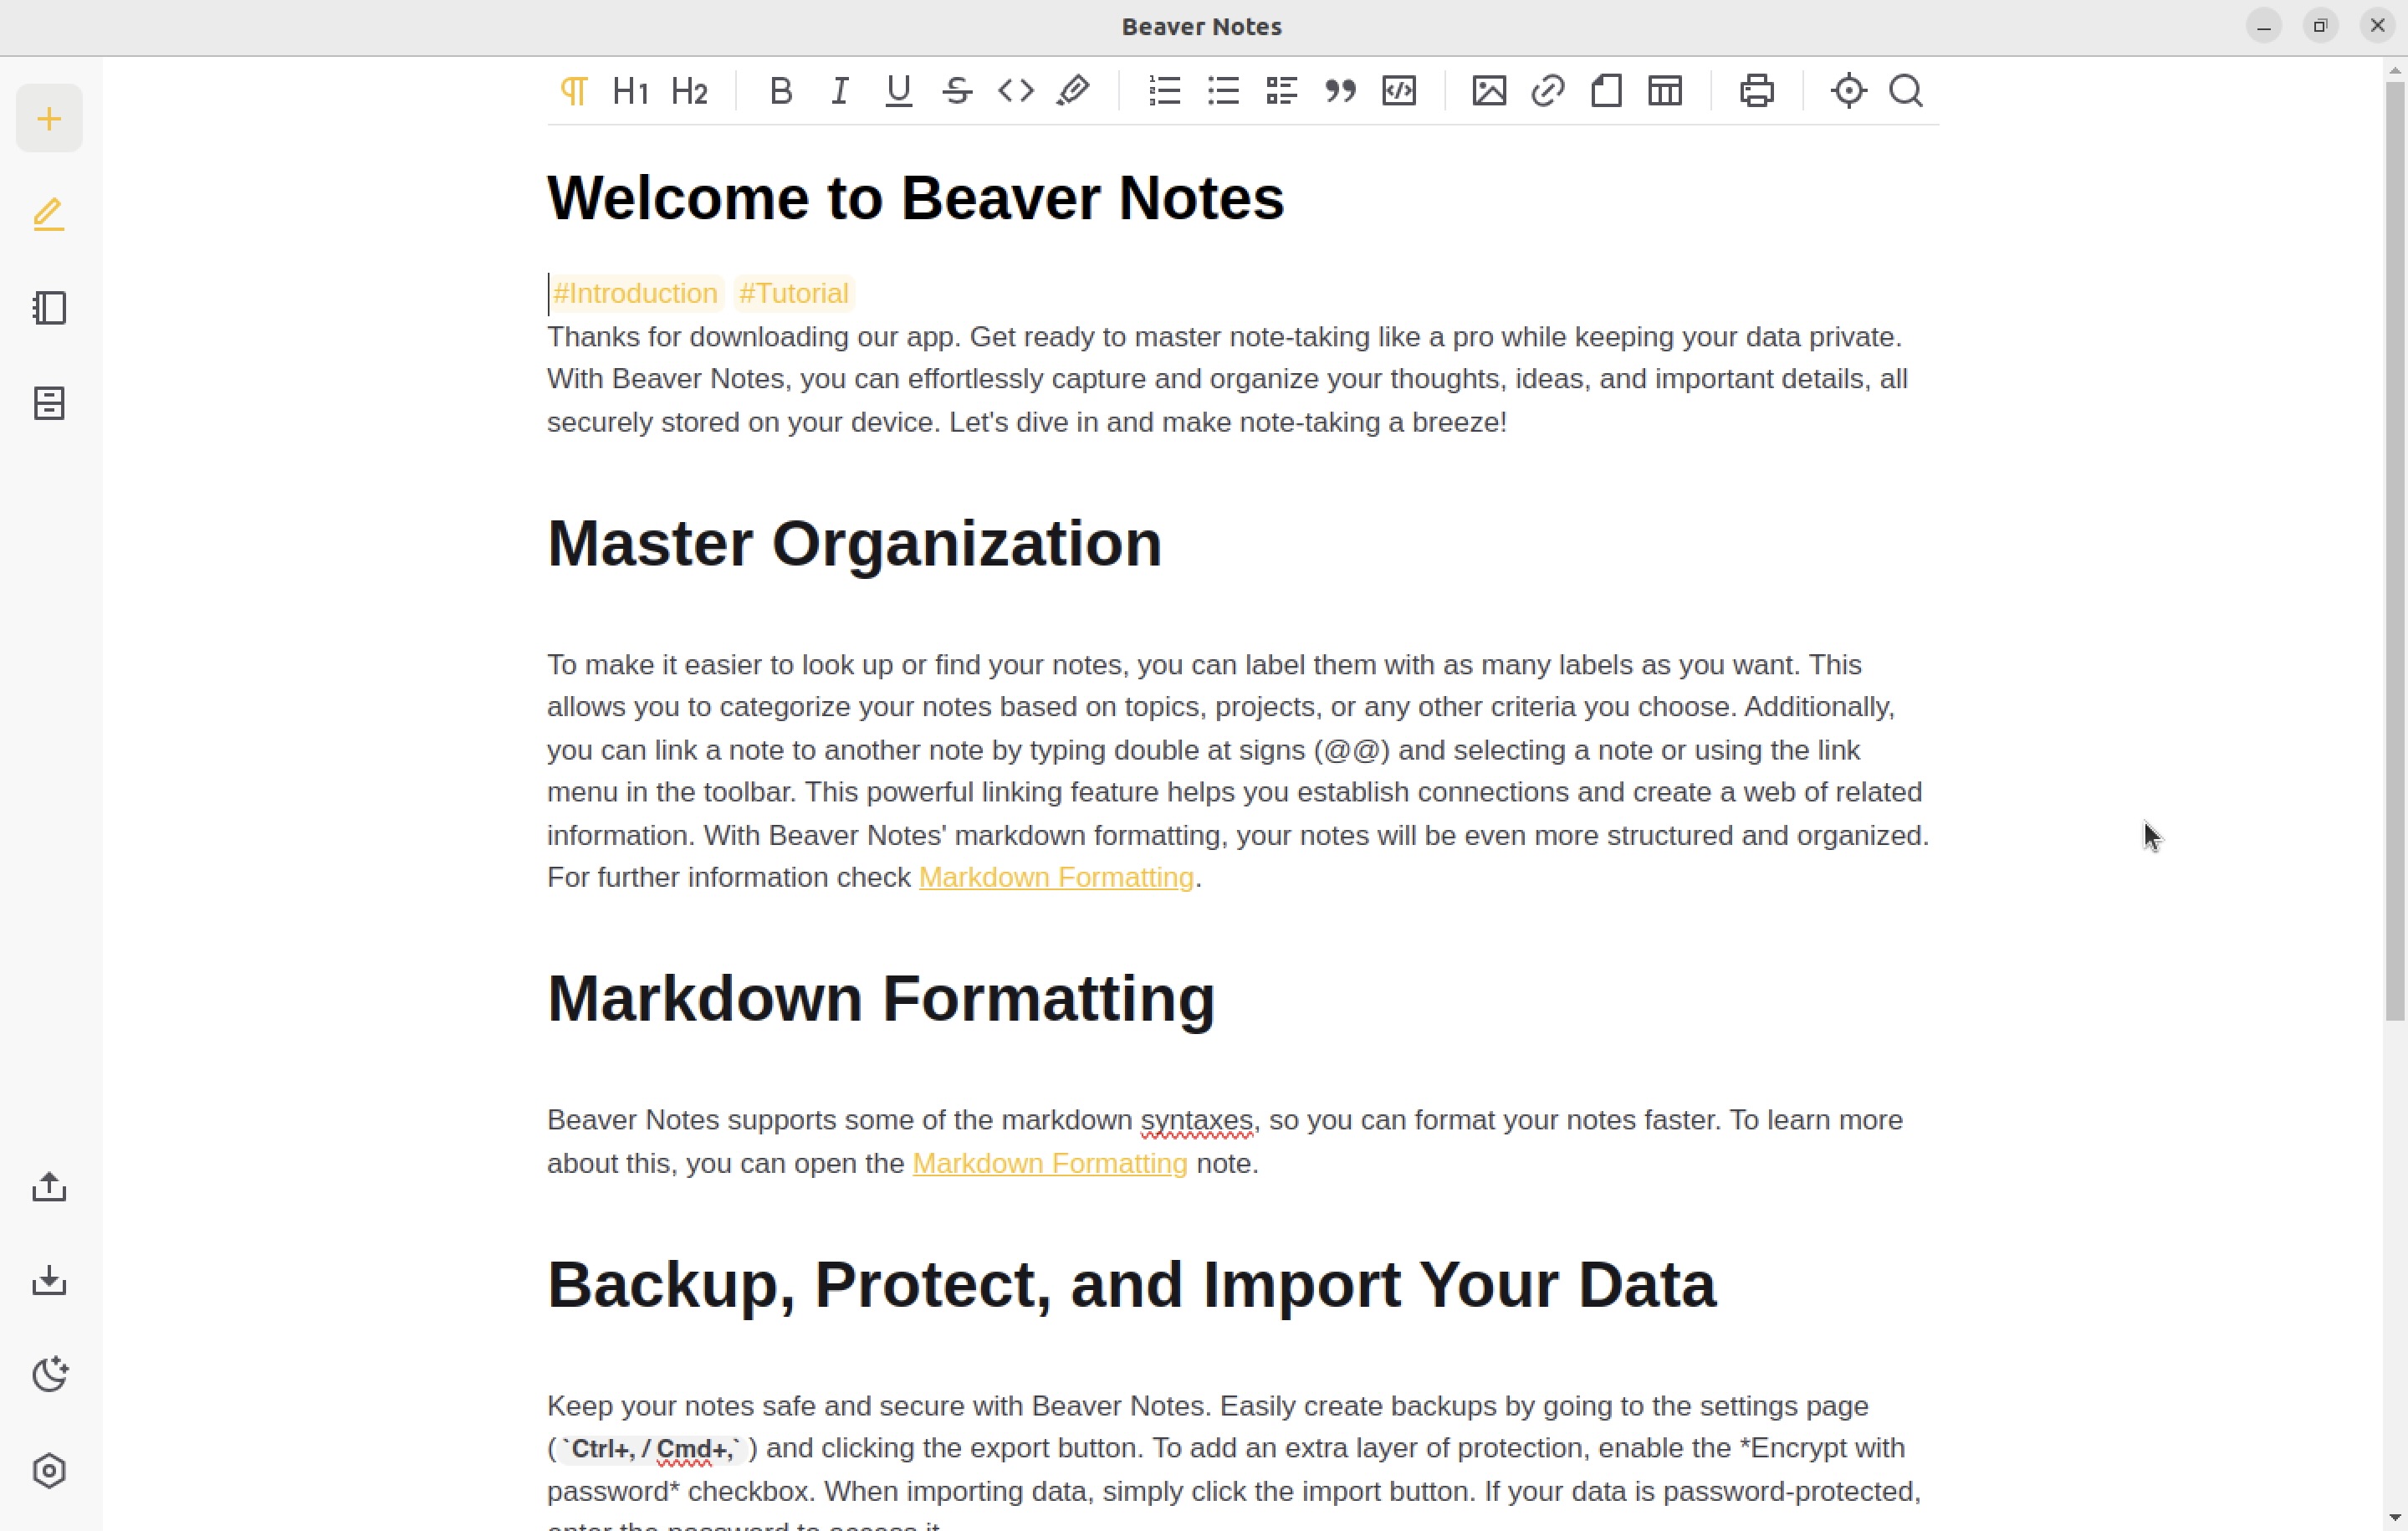 Beaver Notes
H1 H2 B I U S
Welcome to Beaver Notes
#Introduction #Tutorial
Thanks for downloading our app. Get ready to master note-taking like a pro while keeping your data private.
With Beaver Notes, you can effortlessly capture and organize your thoughts, ideas, and important details, all
securely stored on your device. Let's dive in and make note-taking a breeze!
Master Organization
To make it easier to look up or find your notes, you can label them with as many labels as you want. This
allows you to categorize your notes based on topics, projects, or any other criteria you choose. Additionally,
you can link a note to another note by typing double at signs (@@) and selecting a note or using the link
menu in the toolbar. This powerful linking feature helps you establish connections and create a web of related
information. With Beaver Notes' markdown formatting, your notes will be even more structured and organized.
For further information check Markdown Formatting.
Markdown Formatting
Beaver Notes supports some of the markdown syntaxes, so you can format your notes faster. To learn more
about this, you can open the Markdown Formatting note.
Backup, Protect, and Import Your Data
Keep your notes safe and secure with Beaver Notes. Easily create backups by going to the settings page
(`Ctrl+, / Cmd+,`) and clicking the export button. To add an extra layer of protection, enable the *Encrypt with
password* checkbox. When importing data, simply click the import button. If your data is password-protected,
enter the password to access it.